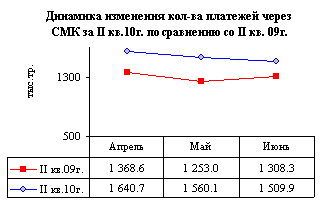 Динамика изменения кол-ва платежей через
СМК за II кв.10г. по сравнению со II кв. 09г.
тыс.тр.
1300
500
Апрель Май Июнь
II кв.09г. 1 368.6 1 253.0 1 308.3
II кв.10г. 1 640.7 1 560.1 1 509.9